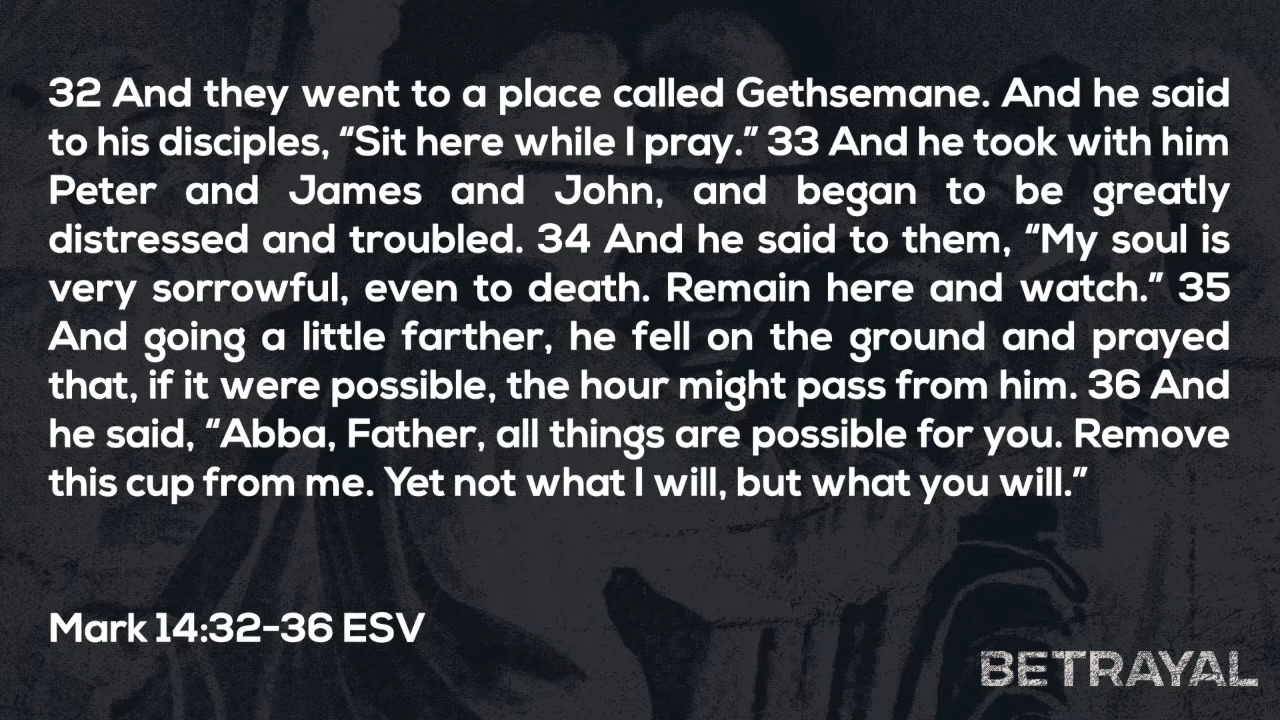 32 And they went to a place called Gethsemane. And he said
to his disciples, “Sit here while I pray.” 33 And he took with him
Peter and James and John, and began to be greatly
distressed and troubled. 34 And he said to them, “My soul is
very sorrowful, even to death. Remain here and watch.” 35
And going a little farther, he fell on the ground and prayed
that, if it were possible, the hour might pass from him. 36 And
he said, “Abba, Father, all things are possible for you. Remove
this cup from me. Yet not what I will, but what you will.”
Mark 14:32-36 ESV
BETRAYAL